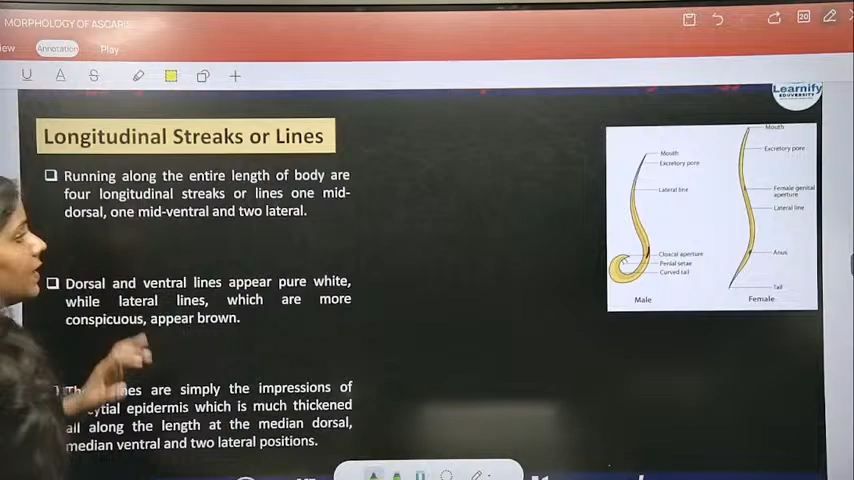 MORPHOLOGY OF ASCARIS
Annotation
Play
20
Learnify
EDUVERSITY
Longitudinal Streaks or Lines
Running along the entire length of body are
four longitudinal streaks or lines one mid-
dorsal, one mid-ventral and two lateral.
Dorsal and ventral lines appear pure white,
while lateral lines, which are more
conspicuous, appear brown.
are simply the impressions of
epidermis which is much thickened
all along the length at the median dorsal,
median ventral and two lateral positions.
Mouth
Excretory pore
Lateral line
Cloacal aperture
Penial setae
Curved tail
Male
Mouth
Excretory pore
Female genital
aperture
Lateral line
Anus
Tail
Female